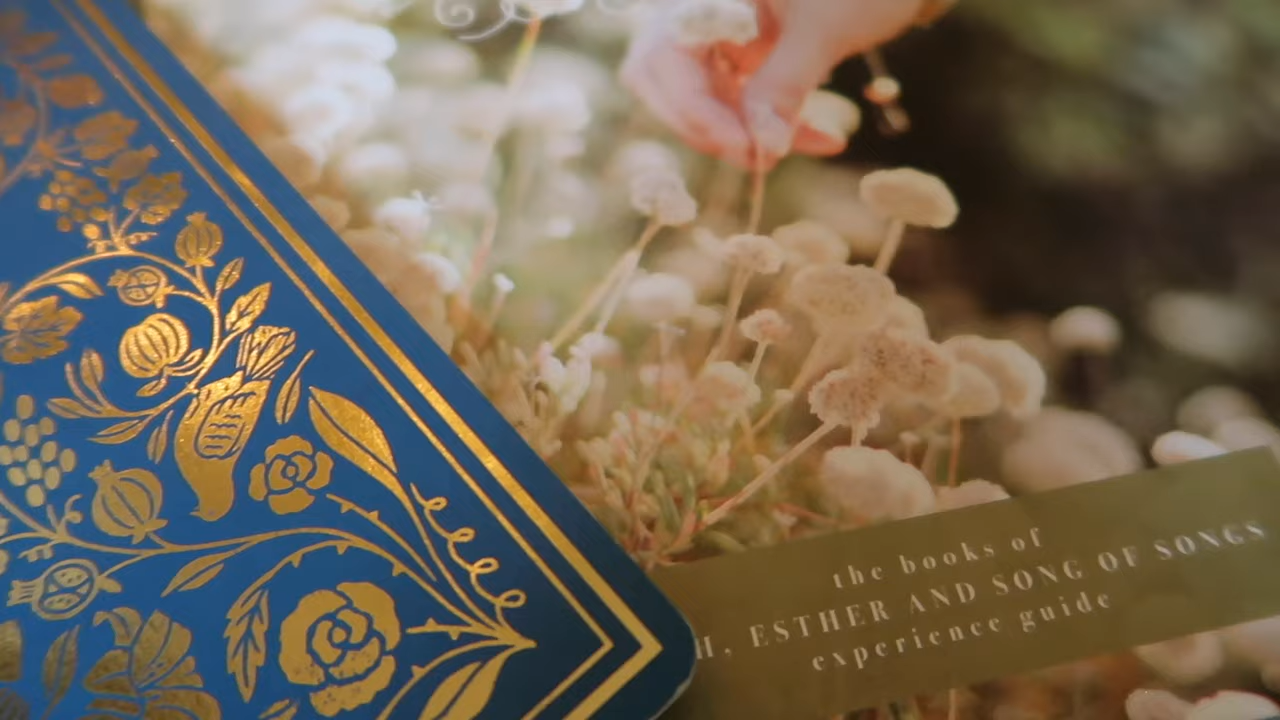 the books of
H, ESTHER AND SONG OF SONGS
experience guide